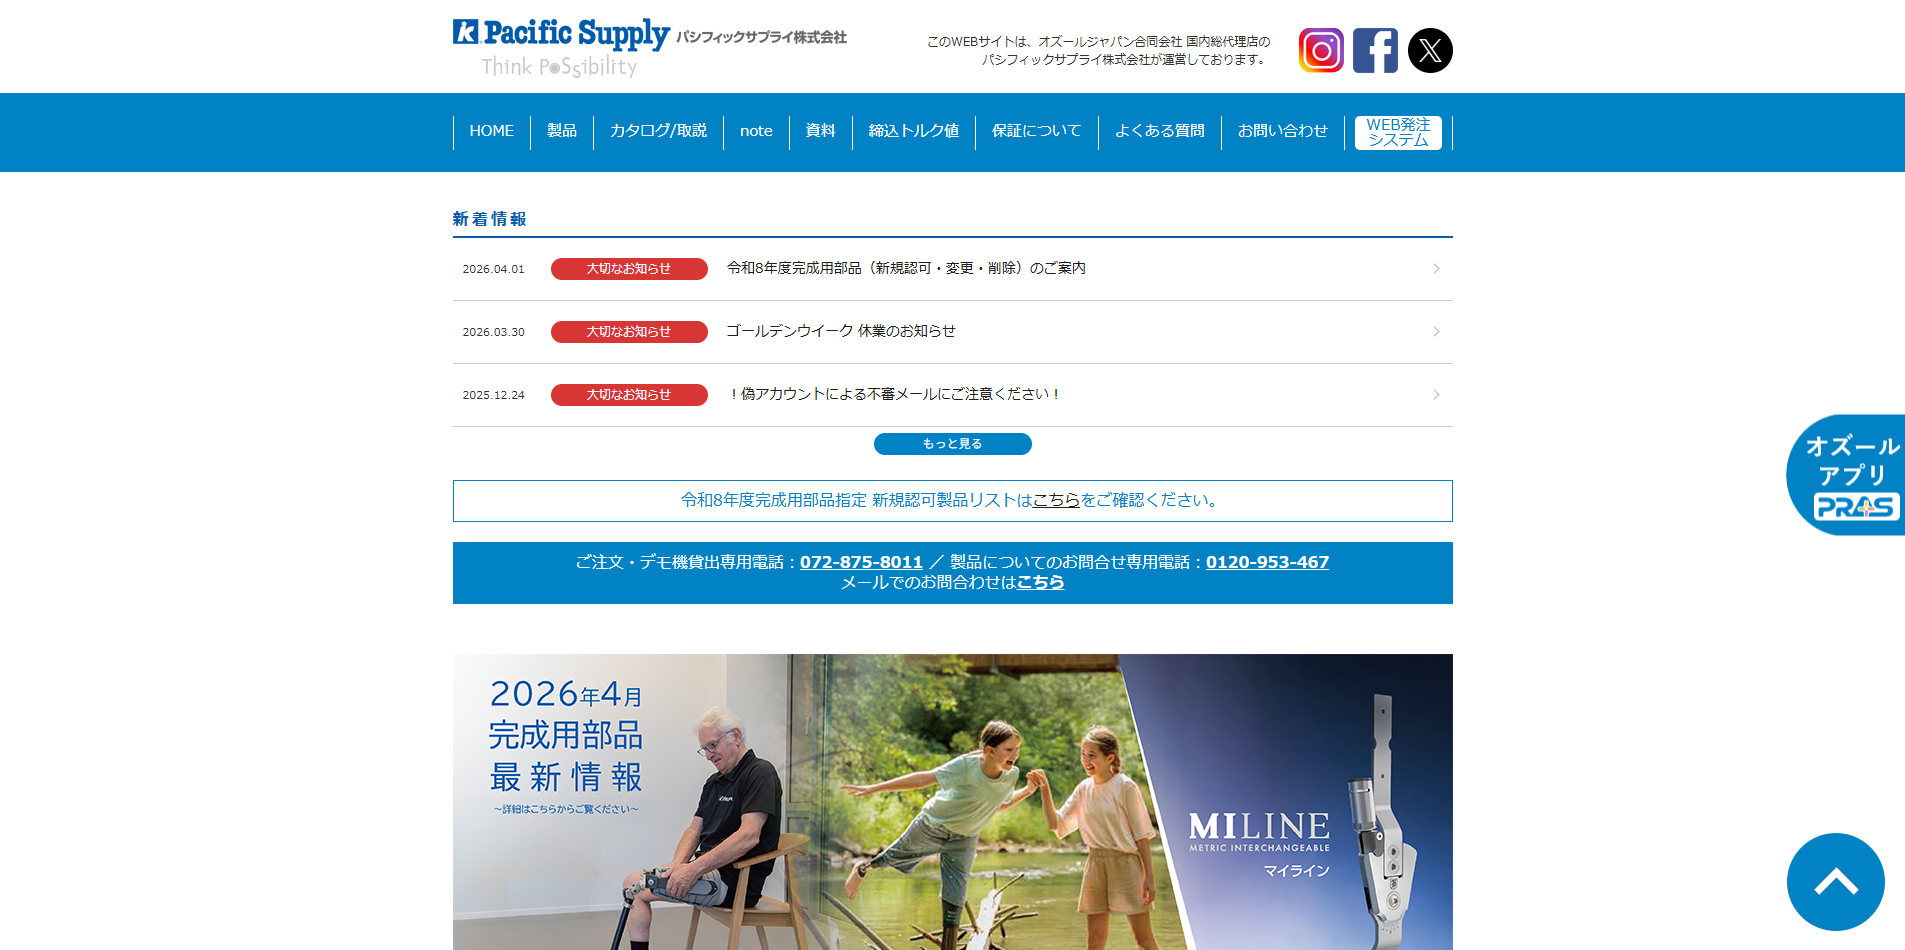 Pacific Supply パシフィックサプライ株式会社
Think PoSsibility
このWEBサイトは、オズールジャパン合同会社 国内総代理店の
パシフィックサプライ株式会社が運営しております。
HOME
製品
カタログ/取説
note
資料
締込トルク値
保証について
よくある質問
お問い合わせ
WEB発注
システム
新着情報
2026.04.01 大切なお知らせ 令和8年度完成用部品（新規認可・変更・削除）のご案内
2026.03.30 大切なお知らせ ゴールデンウイーク 休業のお知らせ
2025.12.24 大切なお知らせ ！偽アカウントによる不審メールにご注意ください！
もっと見る
オズール
アプリ
PRAS
令和8年度完成用部品指定 新規認可製品リストはこちらをご確認ください。
ご注文・デモ機貸出専用電話：072-875-8011 ／ 製品についてのお問合せ専用電話：0120-953-467
メールでのお問合わせはこちら
2026年4月
完成用部品
最新情報
～詳細はこちらからご覧ください～
MILINE
METRIC INTERCHANGEABLE
マイライン